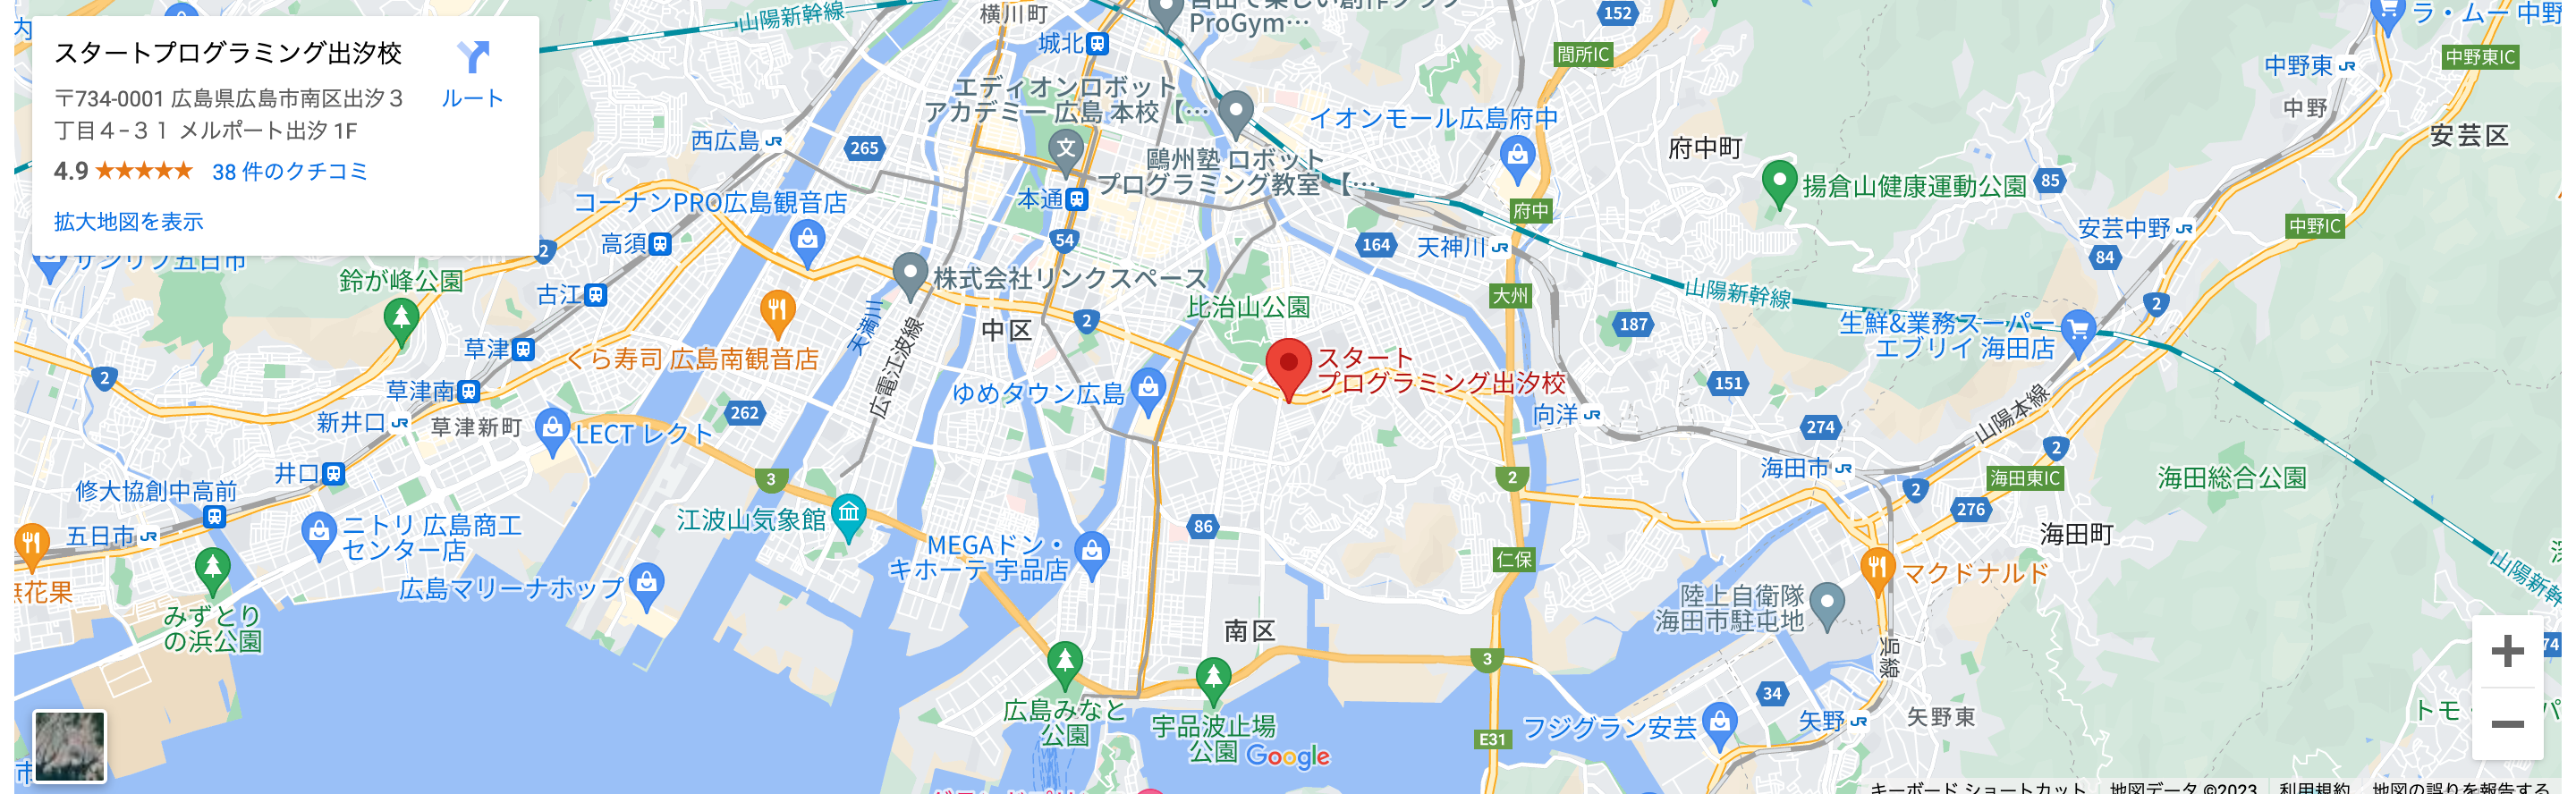 スタートプログラミング出汐校
〒734-0001 広島県広島市南区出汐３
丁目４−３１ メルポート出汐 1F
4.9 ★★★★★ 38 件のクチコミ
拡大地図を表示
ルート
山陽新幹線
横川町
ProGym…
城北
152
間所IC
ラ・ムー 中野
中野東
中野東IC
中野
安芸区
エディオンロボット
アカデミー 広島 本校【…
イオンモール広島府中
西広島
265
鷗州塾 ロボット
プログラミング教室 【…
府中町
揚倉山健康運動公園
85
コーナンPRO広島観音店
本通
府中
安芸中野
中野IC
高須
2
54
164
天神川
84
サンリブ五日市
鈴が峰公園
古江
株式会社リンクスペース
比治山公園
大州
山陽新幹線
2
天満川
広電江波線
中区
2
187
生鮮&業務スーパー
エブリイ 海田店
草津
くら寿司 広島南観音店
スタート
プログラミング出汐校
2
草津南
ゆめタウン広島
151
山陽本線
新井口
草津新町
262
LECT レクト
向洋
274
2
井口
3
2
海田市
海田東IC
海田総合公園
修大協創中高前
2
276
五日市
ニトリ 広島商工
センター店
江波山気象館
86
海田町
MEGAドン・
キホーテ 宇品店
仁保
山陽新幹
無花果
広島マリーナホップ
マクドナルド
みずとり
の浜公園
陸上自衛隊
海田市駐屯地
南区
呉線
3
74
34
広島みなと
公園
宇品波止場
公園
フジグラン安芸
矢野
矢野東
E31
Google
キーボード ショートカット
地図データ ©2023
利用規約
地図の誤りを報告する